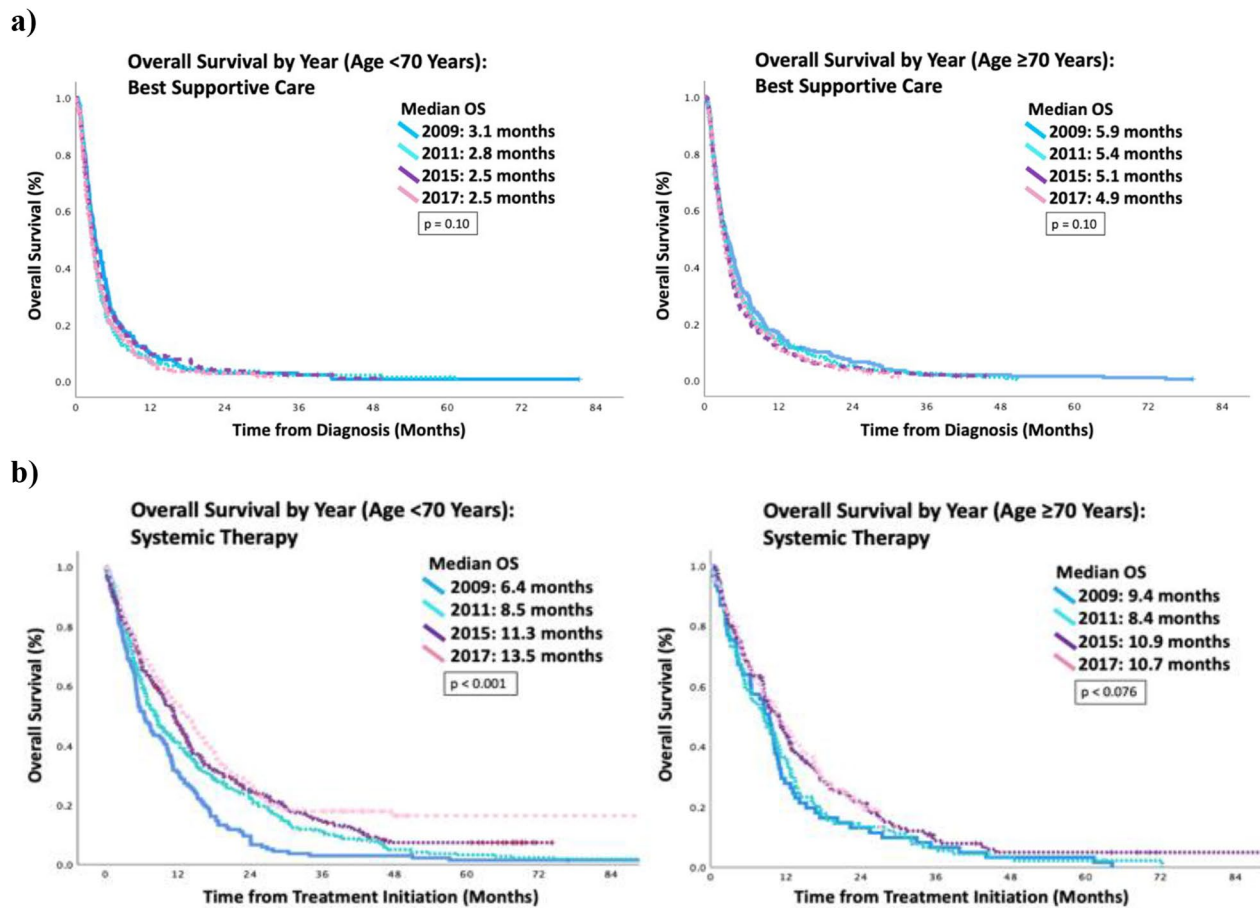 a)
Overall Survival by Year (Age <70 Years):
Best Supportive Care
Median OS
2009: 3.1 months
2011: 2.8 months
2015: 2.5 months
2017: 2.5 months
p = 0.10
Overall Survival (%)
1.0
0.8
0.6
0.4
0.2
0.0
0 12 24 36 48 60 72 84
Time from Diagnosis (Months)
Overall Survival by Year (Age ≥70 Years):
Best Supportive Care
Median OS
2009: 5.9 months
2011: 5.4 months
2015: 5.1 months
2017: 4.9 months
p = 0.10
Overall Survival (%)
1.0
0.8
0.6
0.4
0.2
0.0
0 12 24 36 48 60 72 84
Time from Diagnosis (Months)
b)
Overall Survival by Year (Age <70 Years):
Systemic Therapy
Median OS
2009: 6.4 months
2011: 8.5 months
2015: 11.3 months
2017: 13.5 months
p < 0.001
Overall Survival (%)
1.0
0.8
0.6
0.4
0.2
0.0
0 12 24 36 48 60 72 84
Time from Treatment Initiation (Months)
Overall Survival by Year (Age ≥70 Years):
Systemic Therapy
Median OS
2009: 9.4 months
2011: 8.4 months
2015: 10.9 months
2017: 10.7 months
p < 0.076
Overall Survival (%)
1.0
0.8
0.6
0.4
0.2
0.0
0 12 24 36 48 60 72 84
Time from Treatment Initiation (Months)